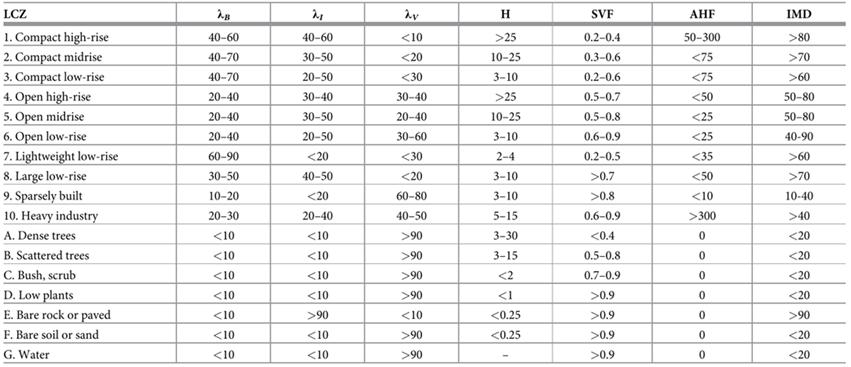 LCZ λB λI λV H SVF AHF IMD
1. Compact high-rise 40–60 40–60 <10 >25 0.2–0.4 50–300 >80
2. Compact midrise 40–70 30–50 <20 10–25 0.3–0.6 <75 >70
3. Compact low-rise 40–70 20–50 <30 3–10 0.2–0.6 <75 >60
4. Open high-rise 20–40 30–40 30–40 >25 0.5–0.7 <50 50–80
5. Open midrise 20–40 30–50 20–40 10–25 0.5–0.8 <25 50–80
6. Open low-rise 20–40 20–50 30–60 3–10 0.6–0.9 <25 40-90
7. Lightweight low-rise 60–90 <20 <30 2–4 0.2–0.5 <35 >60
8. Large low-rise 30–50 40–50 <20 3–10 >0.7 <50 >70
9. Sparsely built 10–20 <20 60–80 3–10 >0.8 <10 10-40
10. Heavy industry 20–30 20–40 40–50 5–15 0.6–0.9 >300 >40
A. Dense trees <10 <10 >90 3–30 <0.4 0 <20
B. Scattered trees <10 <10 >90 3–15 0.5–0.8 0 <20
C. Bush, scrub <10 <10 >90 <2 0.7–0.9 0 <20
D. Low plants <10 <10 >90 <1 >0.9 0 <20
E. Bare rock or paved <10 >90 <10 <0.25 >0.9 0 >90
F. Bare soil or sand <10 <10 >90 <0.25 >0.9 0 <20
G. Water <10 <10 >90 – >0.9 0 <20